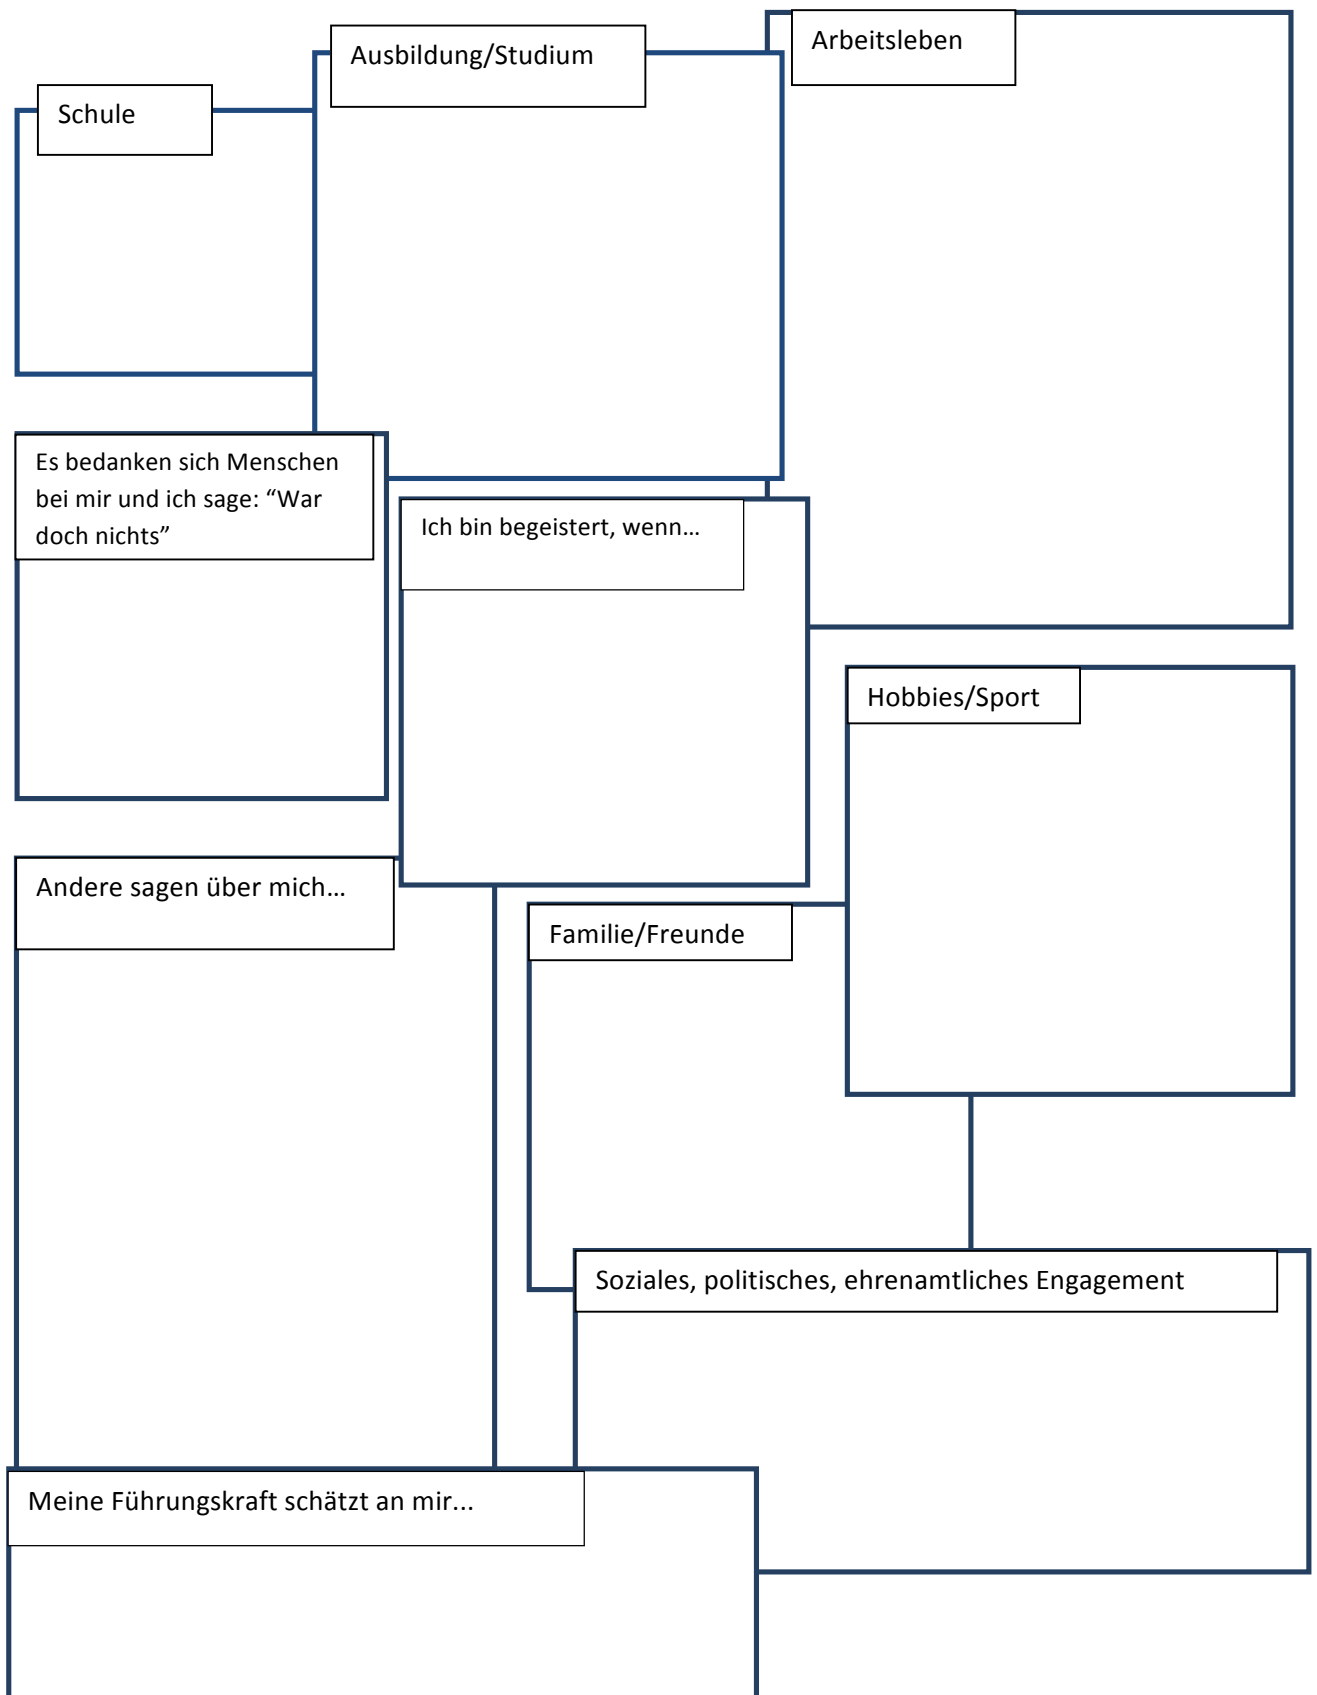 Schule
Ausbildung/Studium
Arbeitsleben
Es bedanken sich Menschen
bei mir und ich sage: “War
doch nichts”
Ich bin begeistert, wenn…
Hobbies/Sport
Andere sagen über mich…
Familie/Freunde
Soziales, politisches, ehrenamtliches Engagement
Meine Führungskraft schätzt an mir...